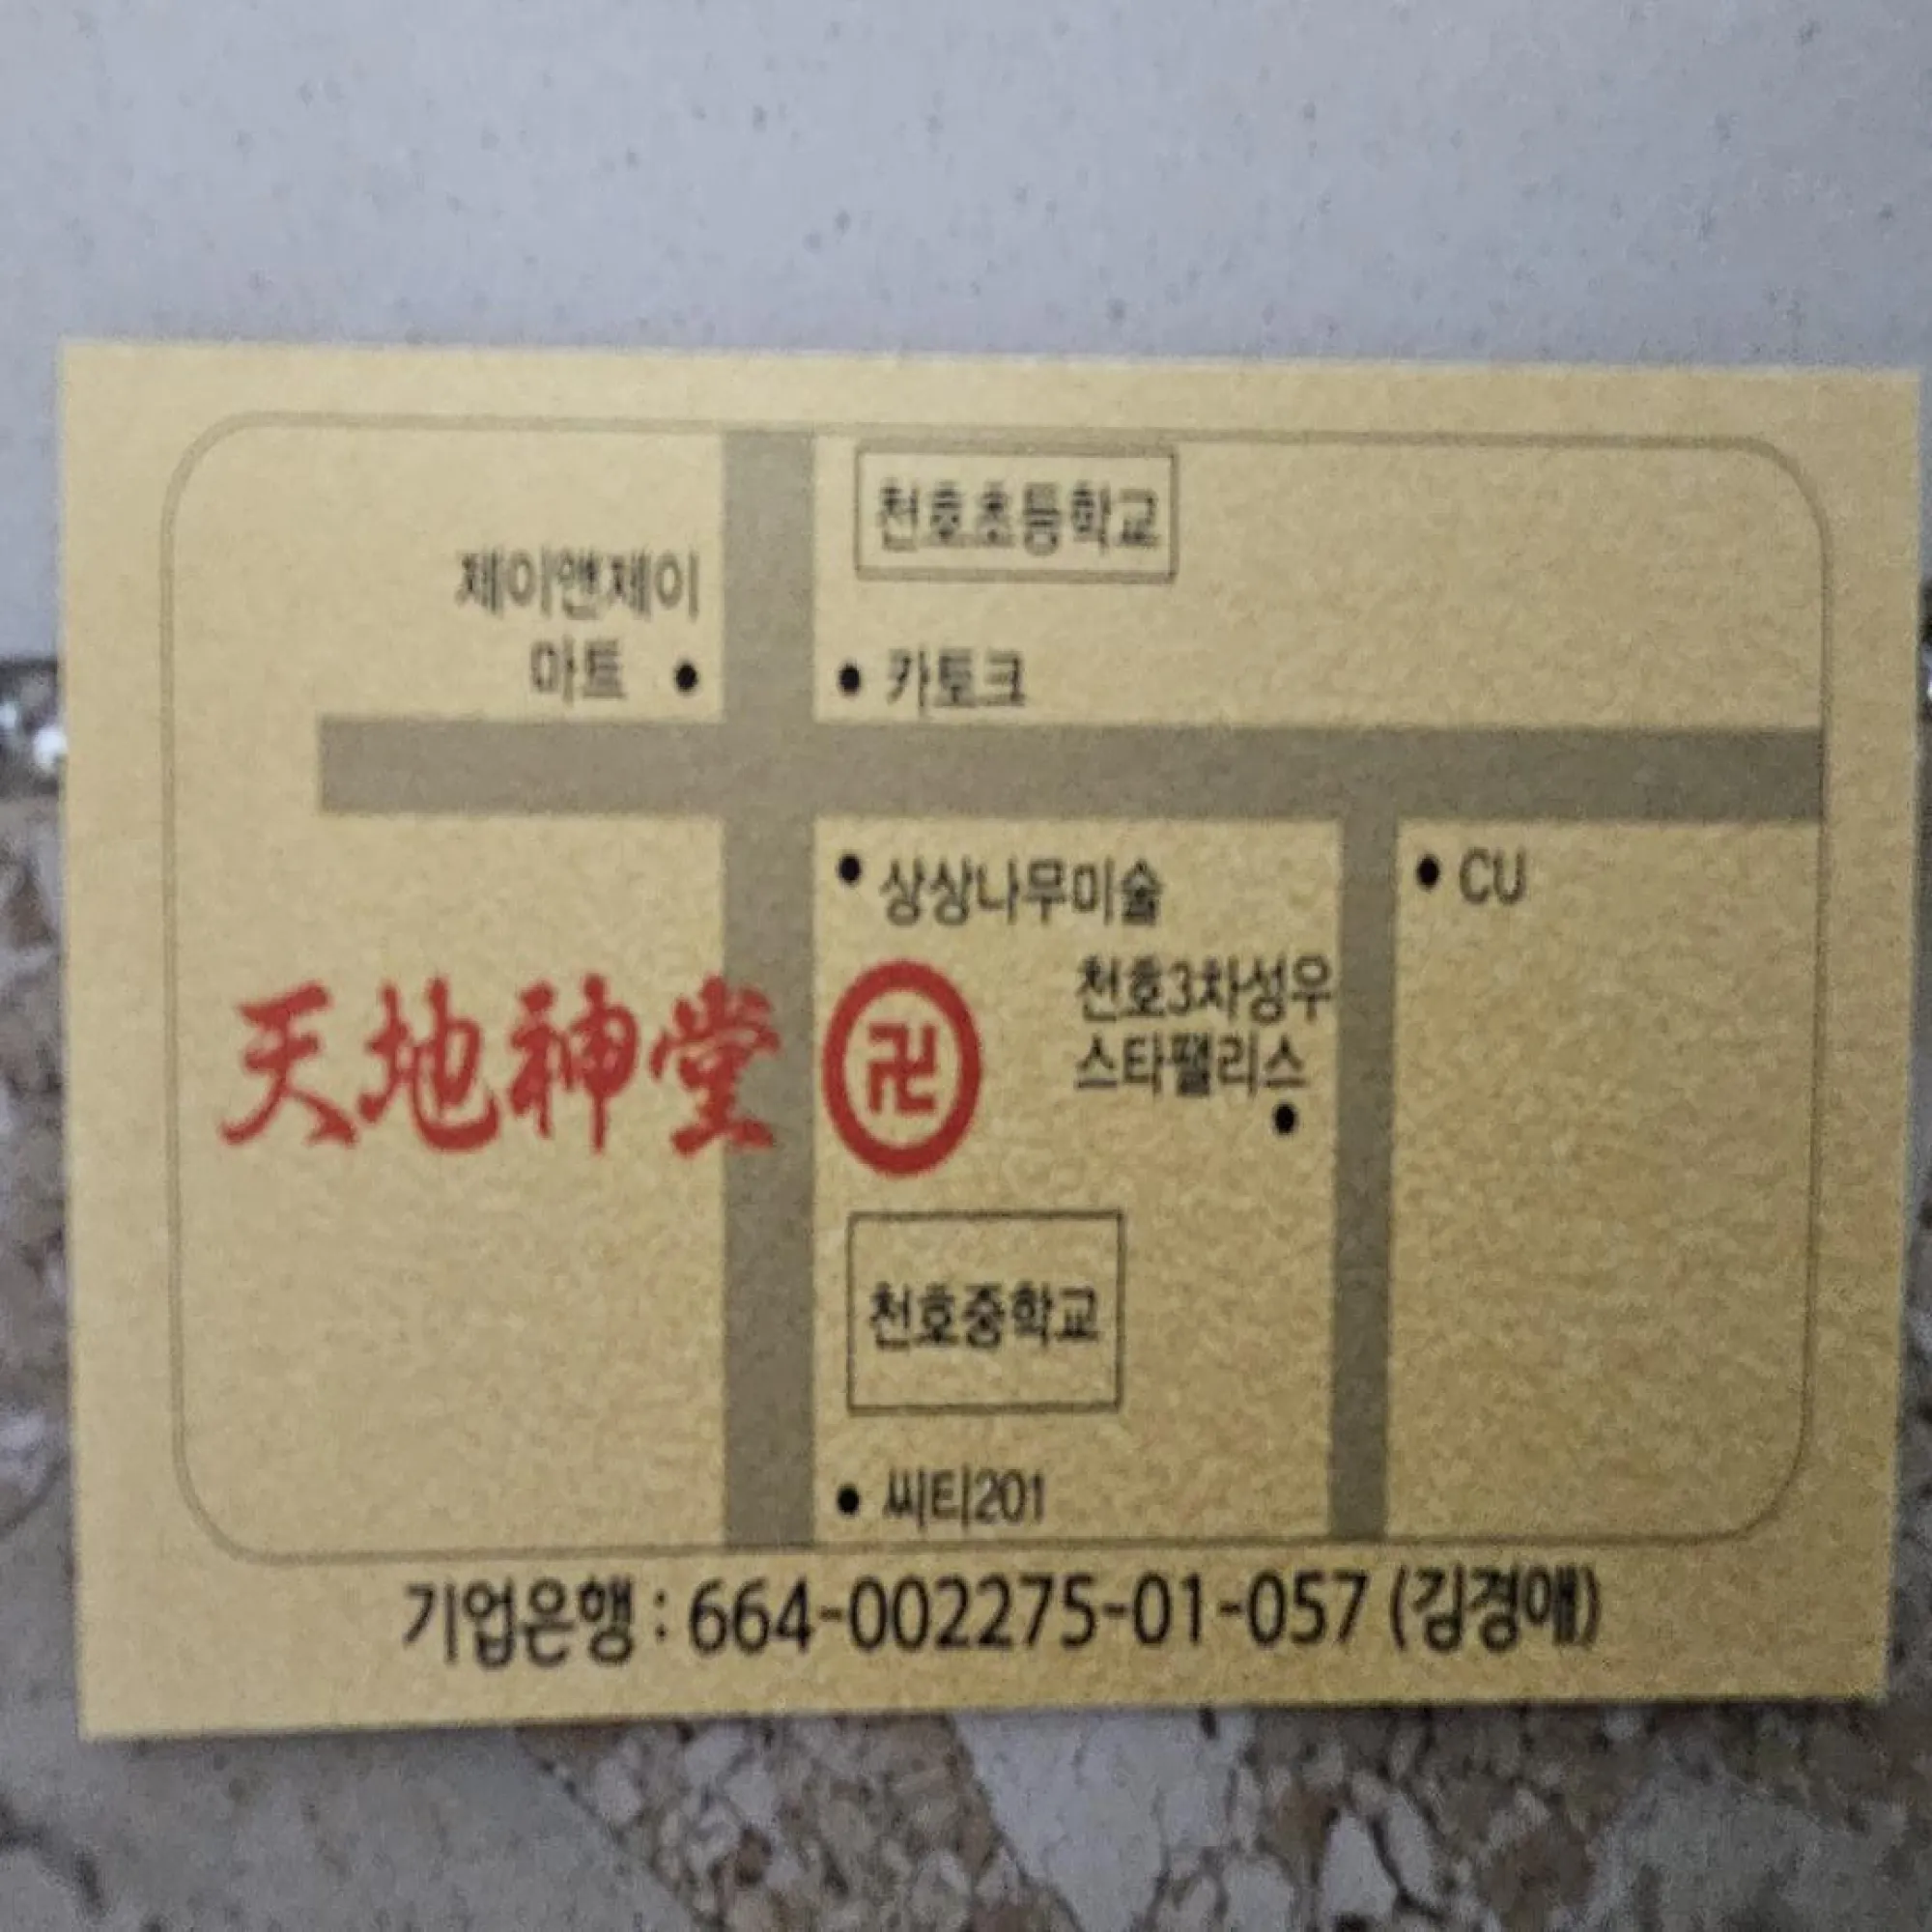 천호초등학교
제이앤제이
마트
카토크
상상나무미술
CU
천호3차성우
스타팰리스
天地神堂
卍
천호중학교
씨티201
기업은행 : 664-002275-01-057 (김경애)